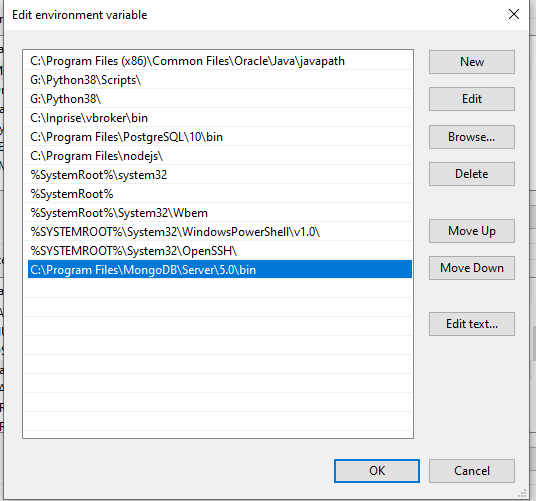 Edit environment variable
C:\Program Files (x86)\Common Files\Oracle\Java\javapath
G:\Python38\Scripts\
G:\Python38\
C:\Inprise\vbroker\bin
C:\Program Files\PostgreSQL\10\bin
C:\Program Files\nodejs\
%SystemRoot%\system32
%SystemRoot%
%SystemRoot%\System32\Wbem
%SYSTEMROOT%\System32\WindowsPowerShell\v1.0\
%SYSTEMROOT%\System32\OpenSSH\
C:\Program Files\MongoDB\Server\5.0\bin
New
Edit
Browse...
Delete
Move Up
Move Down
Edit text...
OK
Cancel